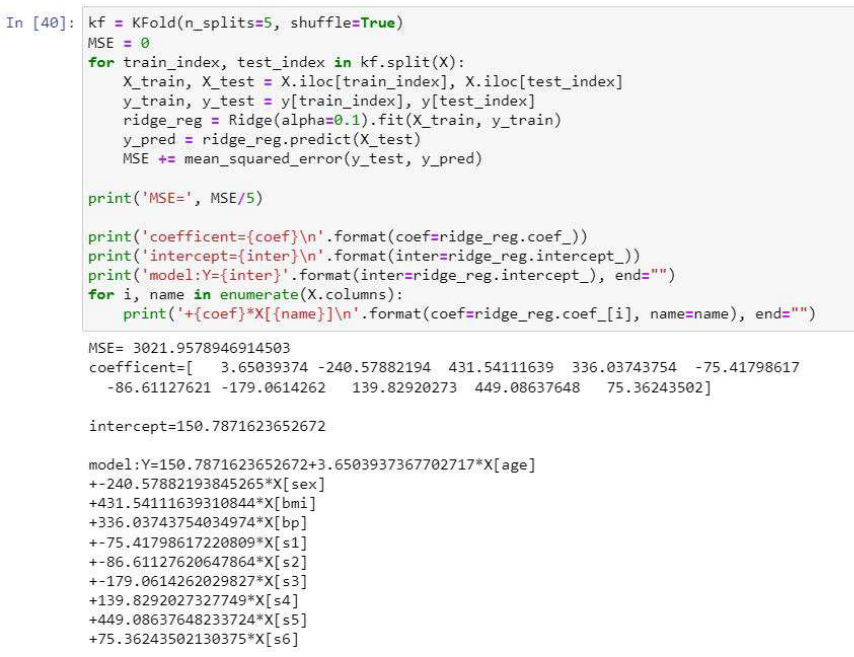 In [40]: kf = KFold(n_splits=5, shuffle=True)
MSE = 0
for train_index, test_index in kf.split(X):
    X_train, X_test = X.iloc[train_index], X.iloc[test_index]
    y_train, y_test = y[train_index], y[test_index]
    ridge_reg = Ridge(alpha=0.1).fit(X_train, y_train)
    y_pred = ridge_reg.predict(X_test)
    MSE += mean_squared_error(y_test, y_pred)
print('MSE=', MSE/5)
print('coefficent={coef}\n'.format(coef=ridge_reg.coef_))
print('intercept={inter}\n'.format(inter=ridge_reg.intercept_))
print('model:Y={inter}'.format(inter=ridge_reg.intercept_), end="")
for i, name in enumerate(X.columns):
    print('+{coef}*X[{name}]\n'.format(coef=ridge_reg.coef_[i], name=name), end="")
MSE= 3021.9578946914503
coefficent=[   3.65039374 -240.57882194  431.54111639  336.03743754  -75.41798617
  -86.61127621 -179.0614262   139.82920273  449.08637648   75.36243502]
intercept=150.7871623652672
model:Y=150.7871623652672+3.6503937367702717*X[age]
+-240.57882193845265*X[sex]
+431.54111639310844*X[bmi]
+336.03743754034974*X[bp]
+-75.41798617220809*X[s1]
+-86.61127620647864*X[s2]
+-179.0614262029827*X[s3]
+139.8292027327749*X[s4]
+449.08637648233724*X[s5]
+75.36243502130375*X[s6]